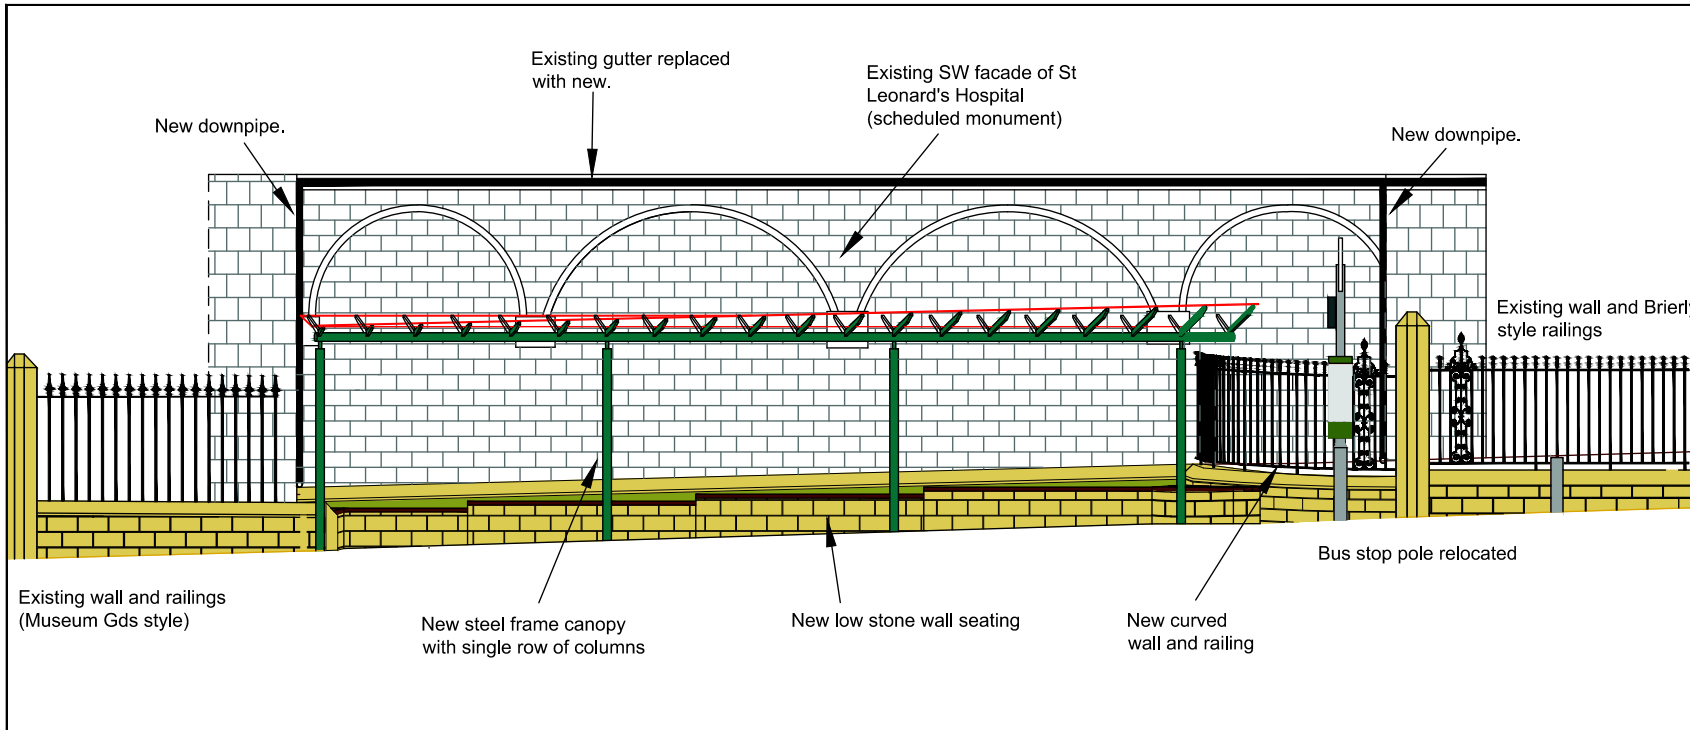 Existing gutter replaced
with new.
Existing SW facade of St
Leonard's Hospital
(scheduled monument)
New downpipe.
New downpipe.
Existing wall and Brierly
style railings
Bus stop pole relocated
Existing wall and railings
(Museum Gds style)
New steel frame canopy
with single row of columns
New low stone wall seating
New curved
wall and railing